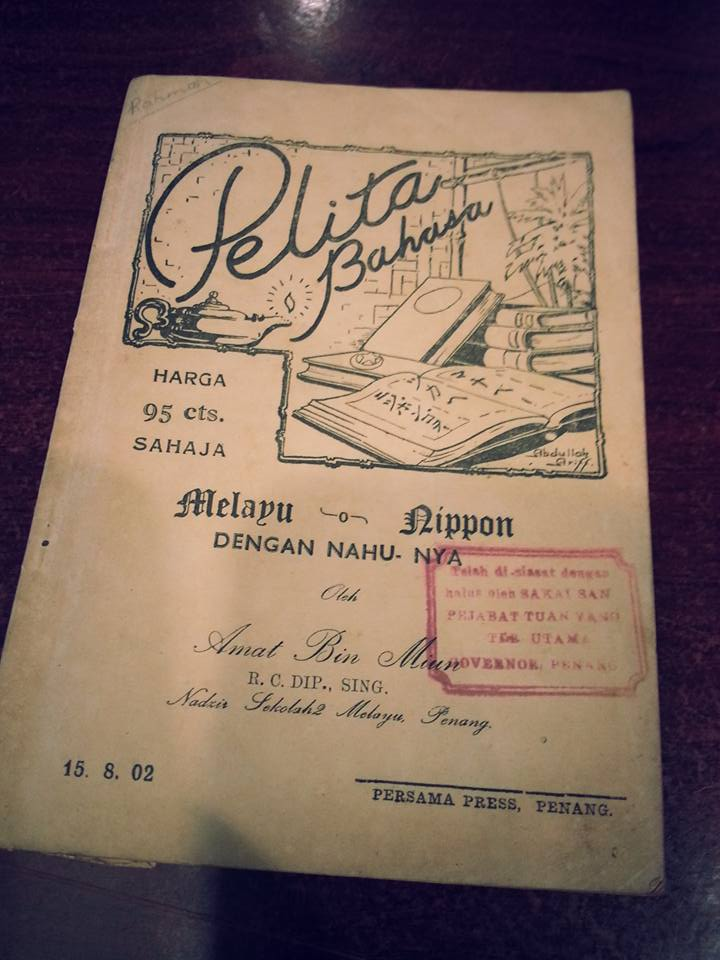 Pelita
Bahasa
Abdullah
Ariff.
HARGA
95 cts.
SAHAJA
Melayu -o- Nippon
DENGAN NAHU- NYA
Oleh
Amat Bin Miun
R. C. DIP., SING.
Nadzir Sekolah2 Melayu, Penang.
Telah di-siasat dengan
halus oleh SAKAI SAN
PEJABAT TUAN YANG
TER UTAMA
GOVERNOR, PENANG
15. 8. 02
PERSAMA PRESS, PENANG.